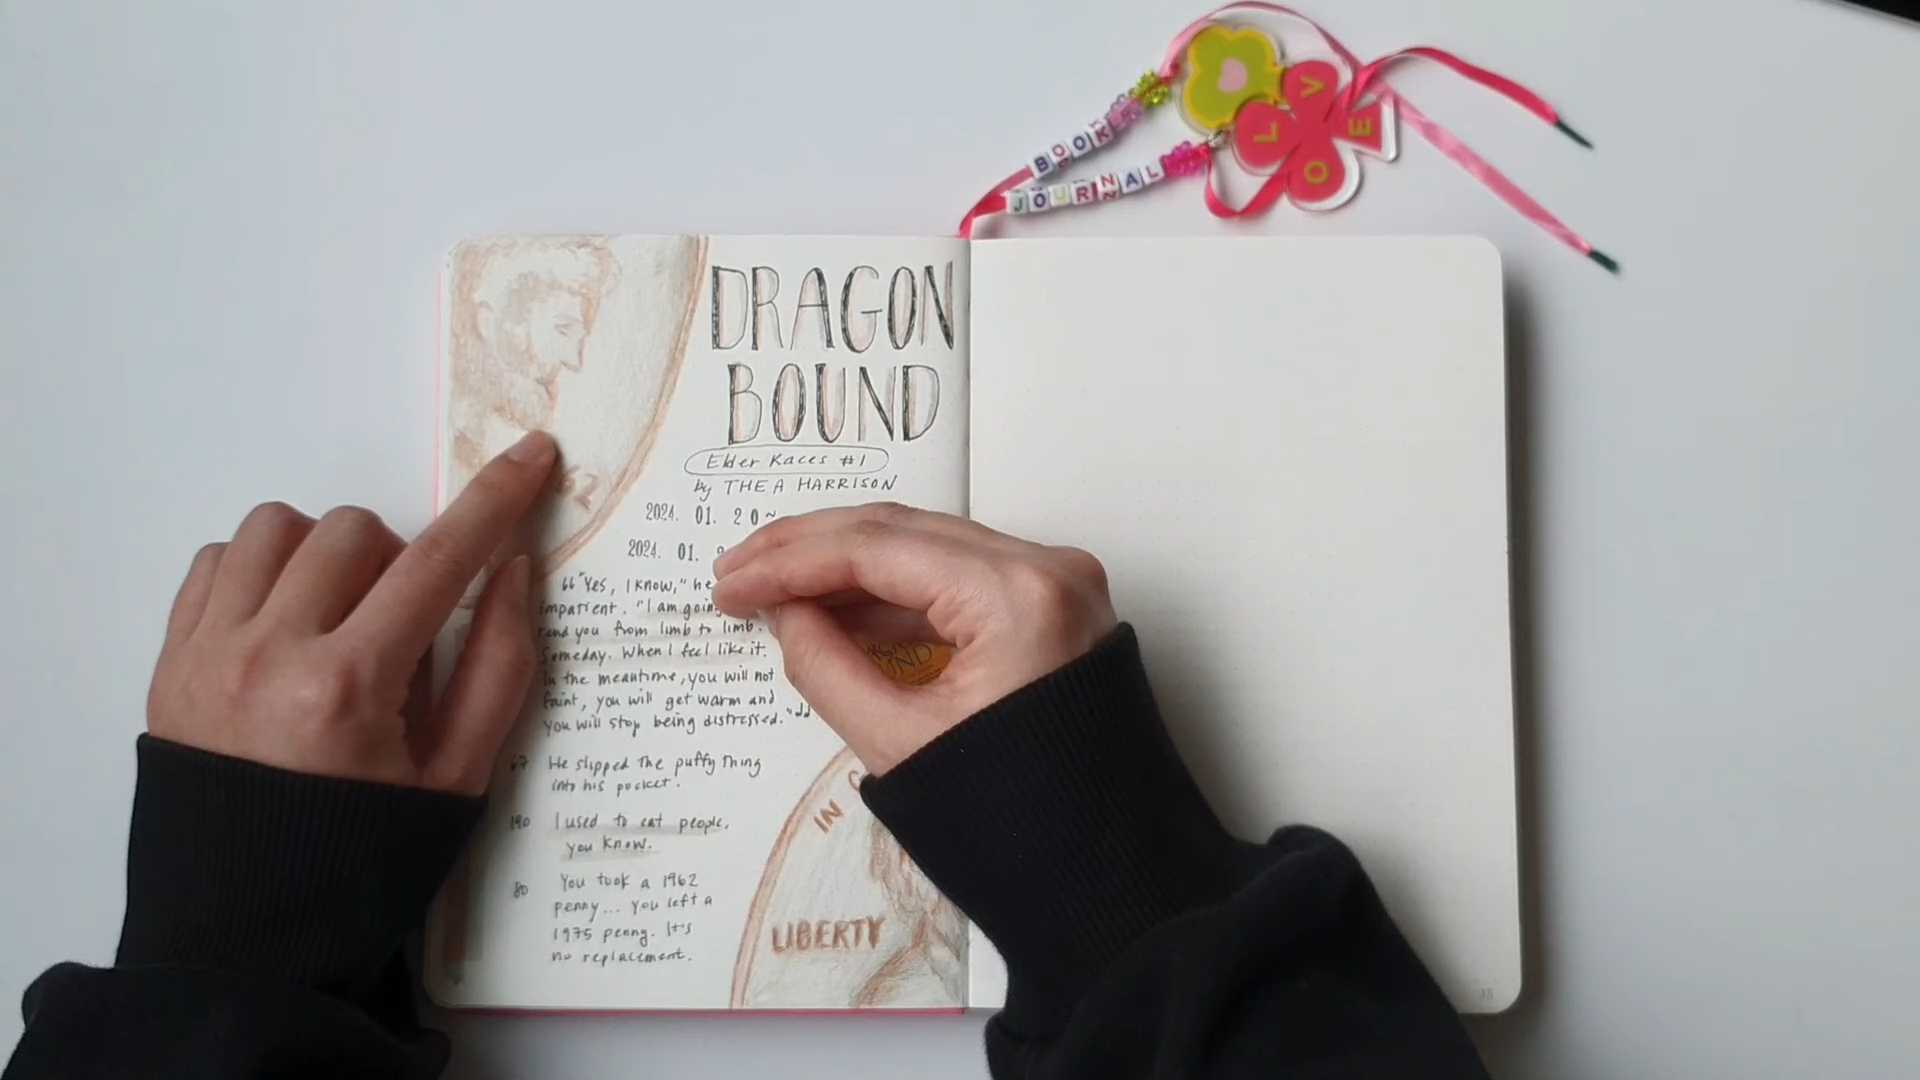 BOOK
JOURNAL
LOVE
DRAGON
BOUND
Elder Races #1
by THEA HARRISON
2024. 01. 20~
2024. 01.
"Yes, I know," he
impatient. "I am going
rend you from limb to limb.
Someday. When I feel like it.
In the meantime, you will not
faint, you will get warm and
you will stop being distressed."
67 He slipped the puffy thing
into his pocket.
190 I used to eat people,
you know.
80 You took a 1962
penny... you left a
1975 penny. It's
no replacement.
62
IN G
LIBERTY
35